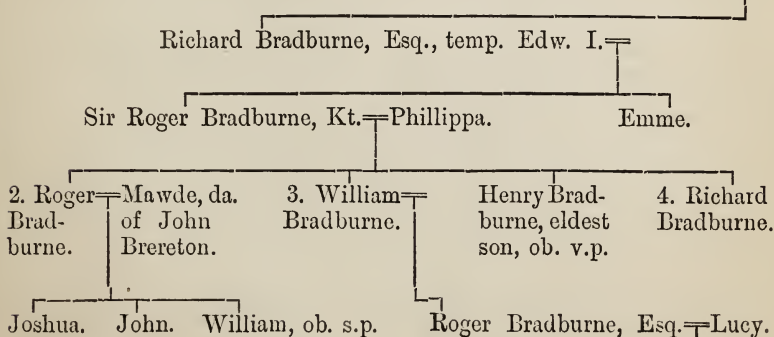 Richard Bradburne, Esq., temp. Edw. I.
Sir Roger Bradburne, Kt. Phillippa. Emme.
2. Roger Brad- burne. Mawde, da. of John Brereton. 3. William Bradburne. Henry Brad- burne, eldest son, ob. v.p. 4. Richard Bradburne.
Joshua. John. William, ob. s.p. Roger Bradburne, Esq. Lucy.